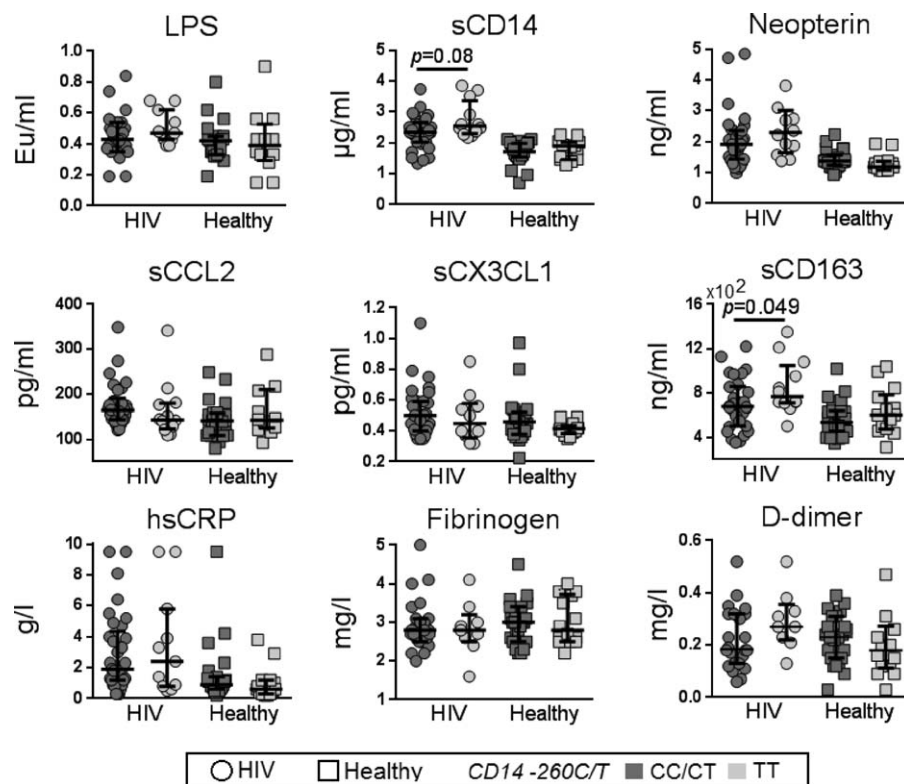 LPS
sCD14
Neopterin
Eu/ml
1.0
0.8
0.6
0.4
0.2
0.0
HIV
Healthy
µg/ml
5
4
3
2
1
0
p=0.08
HIV
Healthy
ng/ml
5
4
3
2
1
0
HIV
Healthy
sCCL2
sCX3CL1
sCD163
pg/ml
400
300
200
100
HIV
Healthy
pg/ml
1.2
1.0
0.8
0.6
0.4
0.2
HIV
Healthy
ng/ml
×10²
16
12
8
4
p=0.049
HIV
Healthy
hsCRP
Fibrinogen
D-dimer
g/l
10
8
6
4
2
0
HIV
Healthy
mg/l
6
5
4
3
2
1
HIV
Healthy
mg/l
0.6
0.4
0.2
0.0
HIV
Healthy
HIV Healthy CD14 -260C/T CC/CT TT